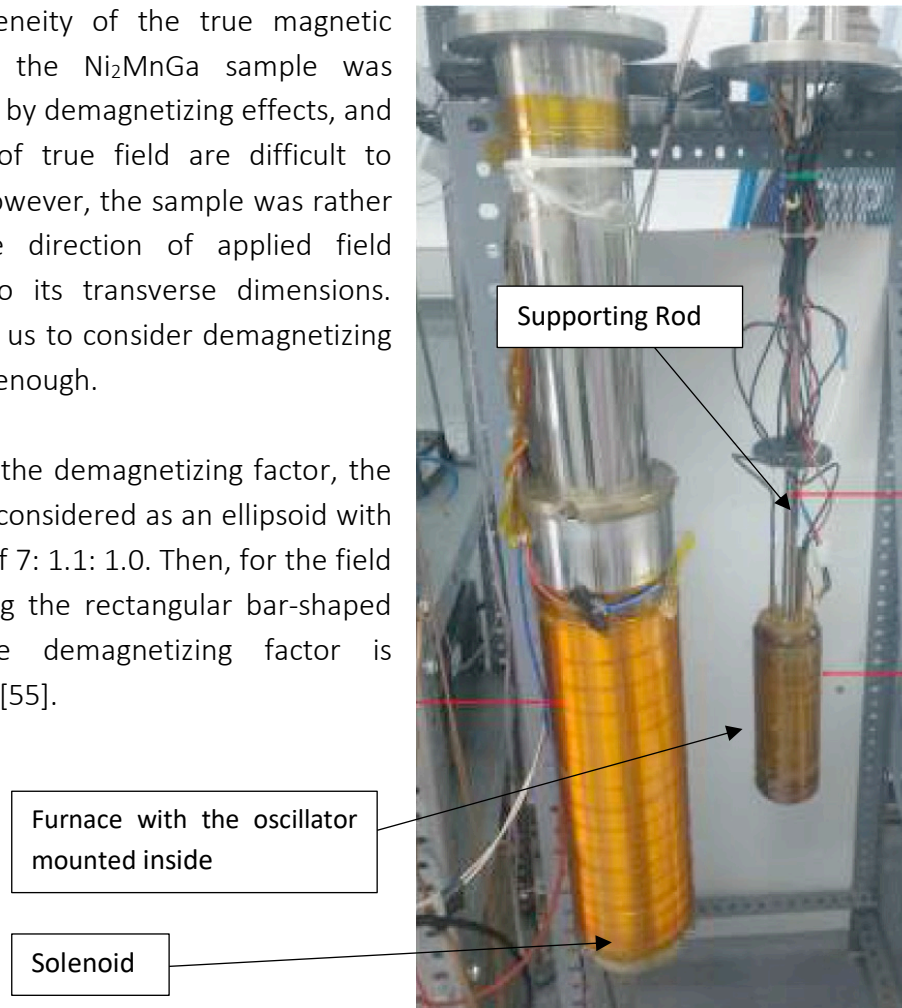 eneity of the true magnetic
the Ni₂MnGa sample was
by demagnetizing effects, and
of true field are difficult to
owever, the sample was rather
e direction of applied field
o its transverse dimensions.
us to consider demagnetizing
enough.
the demagnetizing factor, the
considered as an ellipsoid with
f 7: 1.1: 1.0. Then, for the field
g the rectangular bar-shaped
e demagnetizing factor is
[55].
Supporting Rod
Furnace with the oscillator
mounted inside
Solenoid